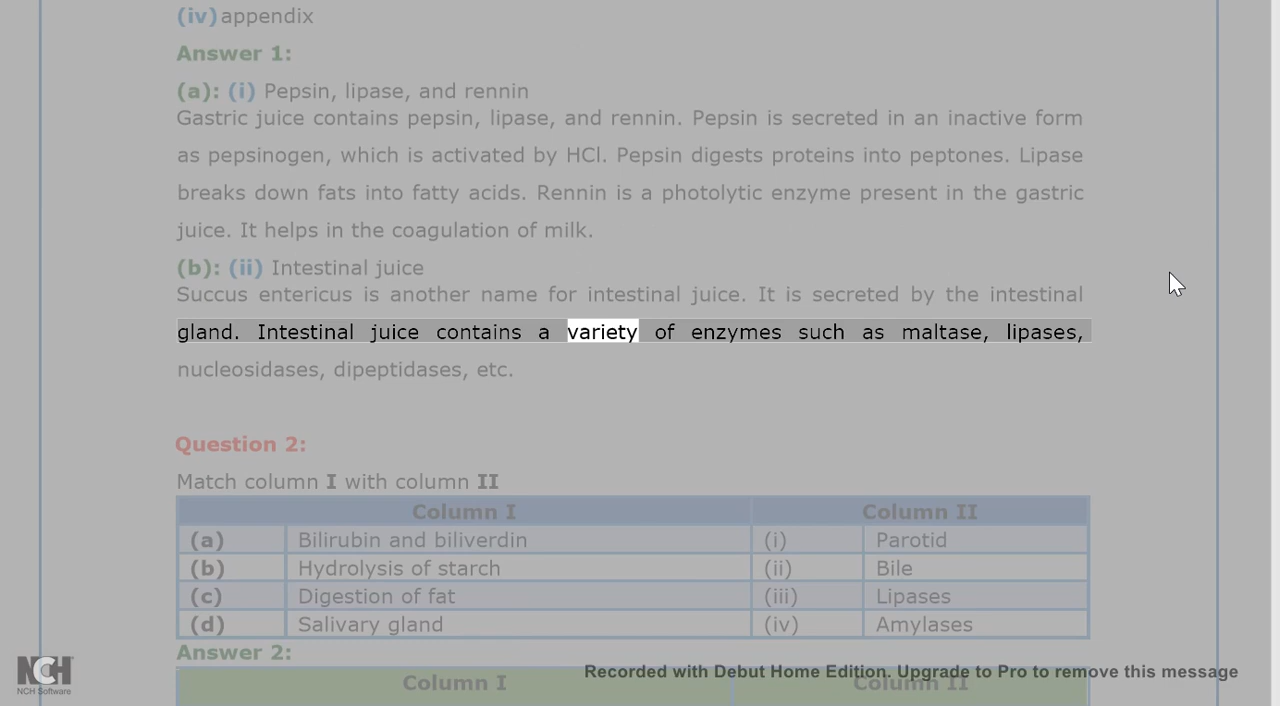 (iv) appendix
Answer 1:
(a): (i) Pepsin, lipase, and rennin
Gastric juice contains pepsin, lipase, and rennin. Pepsin is secreted in an inactive form
as pepsinogen, which is activated by HCl. Pepsin digests proteins into peptones. Lipase
breaks down fats into fatty acids. Rennin is a photolytic enzyme present in the gastric
juice. It helps in the coagulation of milk.
(b): (ii) Intestinal juice
Succus entericus is another name for intestinal juice. It is secreted by the intestinal
gland. Intestinal juice contains a variety of enzymes such as maltase, lipases,
nucleosidases, dipeptidases, etc.
Question 2:
Match column I with column II
Column I Column II
(a) Bilirubin and biliverdin (i) Parotid
(b) Hydrolysis of starch (ii) Bile
(c) Digestion of fat (iii) Lipases
(d) Salivary gland (iv) Amylases
Answer 2:
Column I Column II
NCH
NCH Software
Recorded with Debut Home Edition. Upgrade to Pro to remove this message